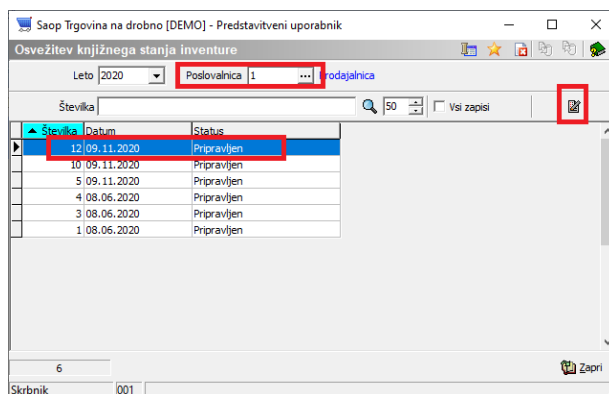 Saop Trgovina na drobno [DEMO] - Predstavitveni uporabnik
Osvežitev knjižnega stanja inventure
Leto 2020 Poslovalnica 1 ... Prodajalnica
Številka 50 Vsi zapisi
Številka Datum Status
12 09.11.2020 Pripravljen
10 09.11.2020 Pripravljen
5 09.11.2020 Pripravljen
4 08.06.2020 Pripravljen
3 08.06.2020 Pripravljen
1 08.06.2020 Pripravljen
6 Zapri
Skrbnik 001